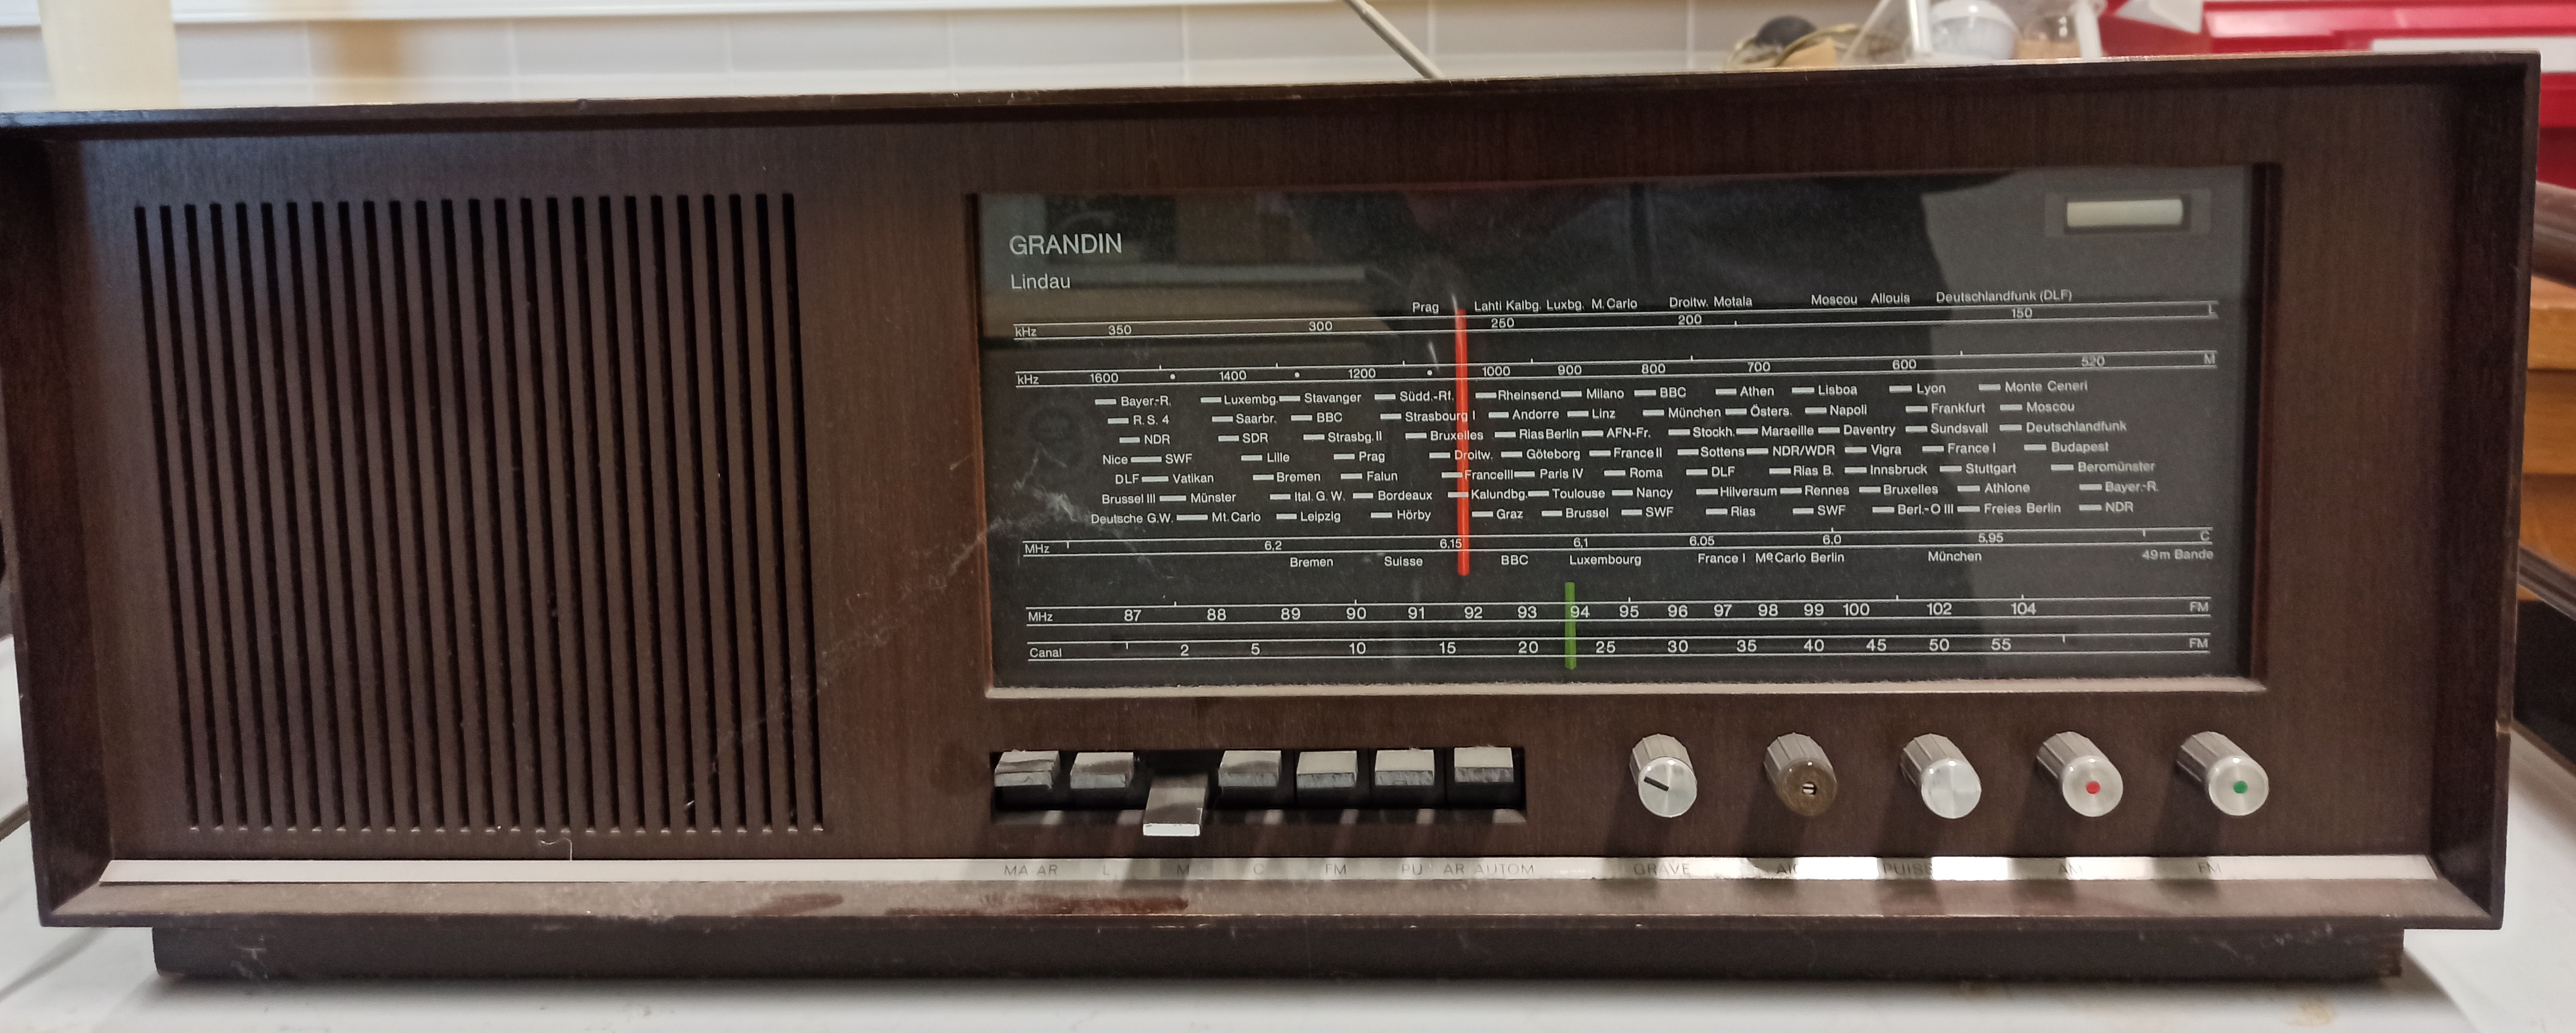 GRANDIN
Lindau
Prag Lahti Kalbg. Luxbg. M. Carlo Droitw. Motala Moscou Allouis Deutschlandfunk (DLF)
kHz 350 300 250 200 150 L
kHz 1600 1400 1200 1000 900 800 700 600 520 M
Bayer.-R. Luxembg. Stavanger Südd.-Rf. Rheinsend. Milano BBC Athen Lisboa Lyon Monte Ceneri
R. S. 4 Saarbr. BBC Strasbourg I Andorre Linz München Östers. Napoli Frankfurt Moscou
NDR SDR Strasbg. II Bruxelles Rias Berlin AFN-Fr. Stockh. Marseille Daventry Sundsvall Deutschlandfunk
Nice SWF Lille Prag Droitw. Göteborg France II Sottens NDR/WDR Vigra France I Budapest
DLF Vatikan Bremen Falun France III Paris IV Roma DLF Rias B. Innsbruck Stuttgart Beromünster
Brussel III Münster Ital. G. W. Bordeaux Kalundbg. Toulouse Nancy Hilversum Rennes Bruxelles Athlone Bayer.-R.
Deutsche G.W. Mt. Carlo Leipzig Hörby Graz Brussel SWF Rias SWF Berl.-O III Freies Berlin NDR
MHz 6,2 6,15 6,1 6,05 6,0 5,95 C
Bremen Suisse BBC Luxembourg France I Me Carlo Berlin München 49m Bande
MHz 87 88 89 90 91 92 93 94 95 96 97 98 99 100 102 104 FM
Canal 2 5 10 15 20 25 30 35 40 45 50 55 FM
MA-AR L M C FM PU AR AUTOM GRAVE FM